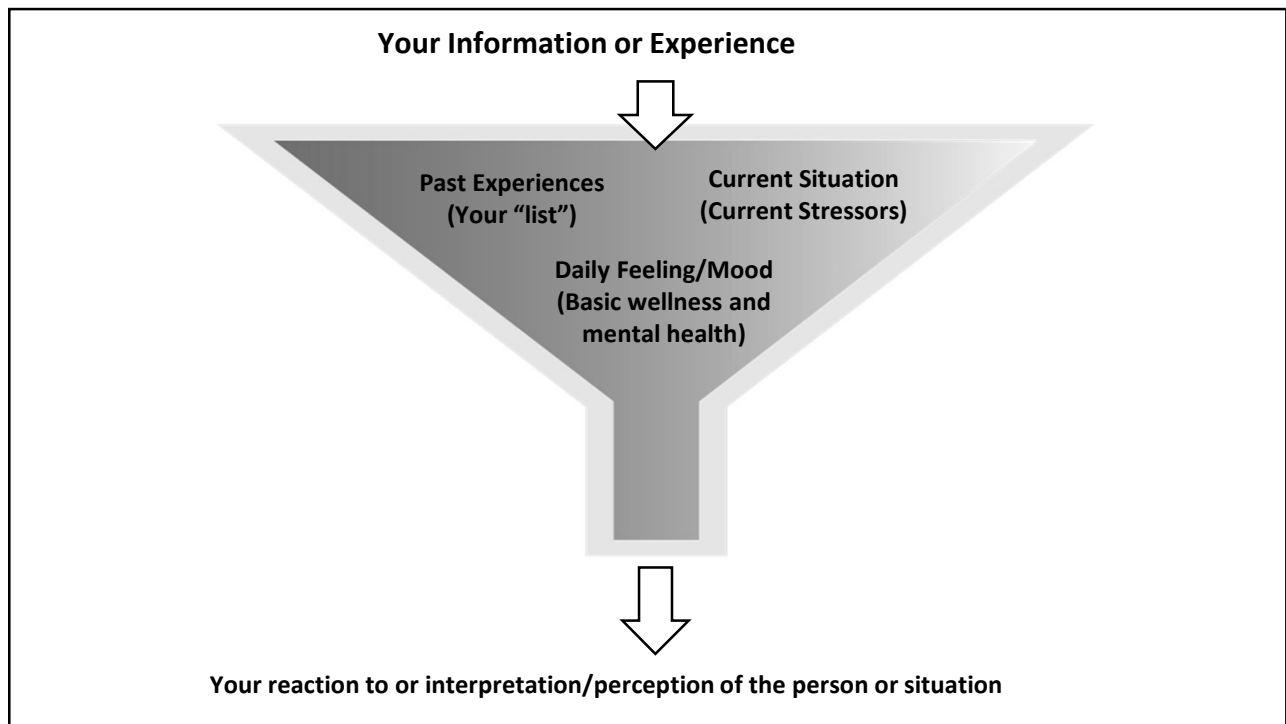 Your Information or Experience
Past Experiences
(Your “list”)
Current Situation
(Current Stressors)
Daily Feeling/Mood
(Basic wellness and
mental health)
Your reaction to or interpretation/perception of the person or situation